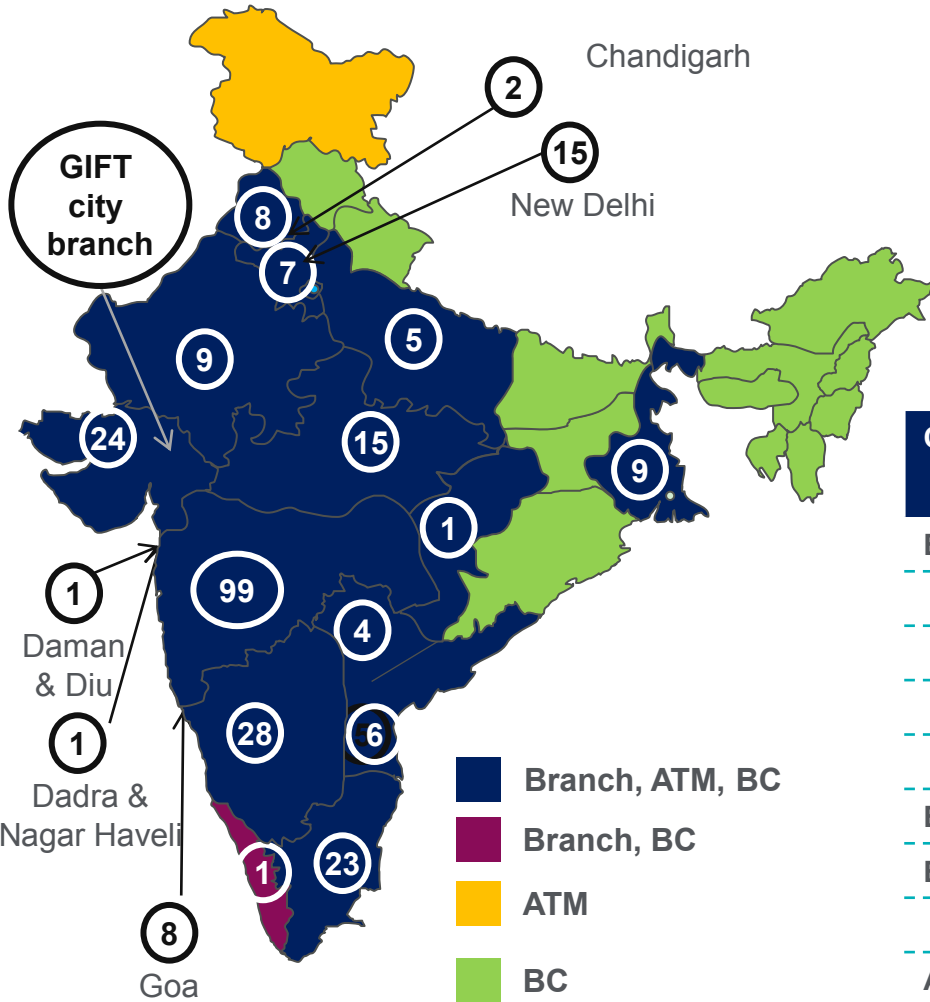 Chandigarh
2
15
New Delhi
GIFT
city
branch
8
7
5
9
24
15
9
1
99
1
Daman
& Diu
4
1
Dadra &
Nagar Haveli
28
6
Branch, ATM, BC
Branch, BC
1
23
ATM
8
Goa
BC